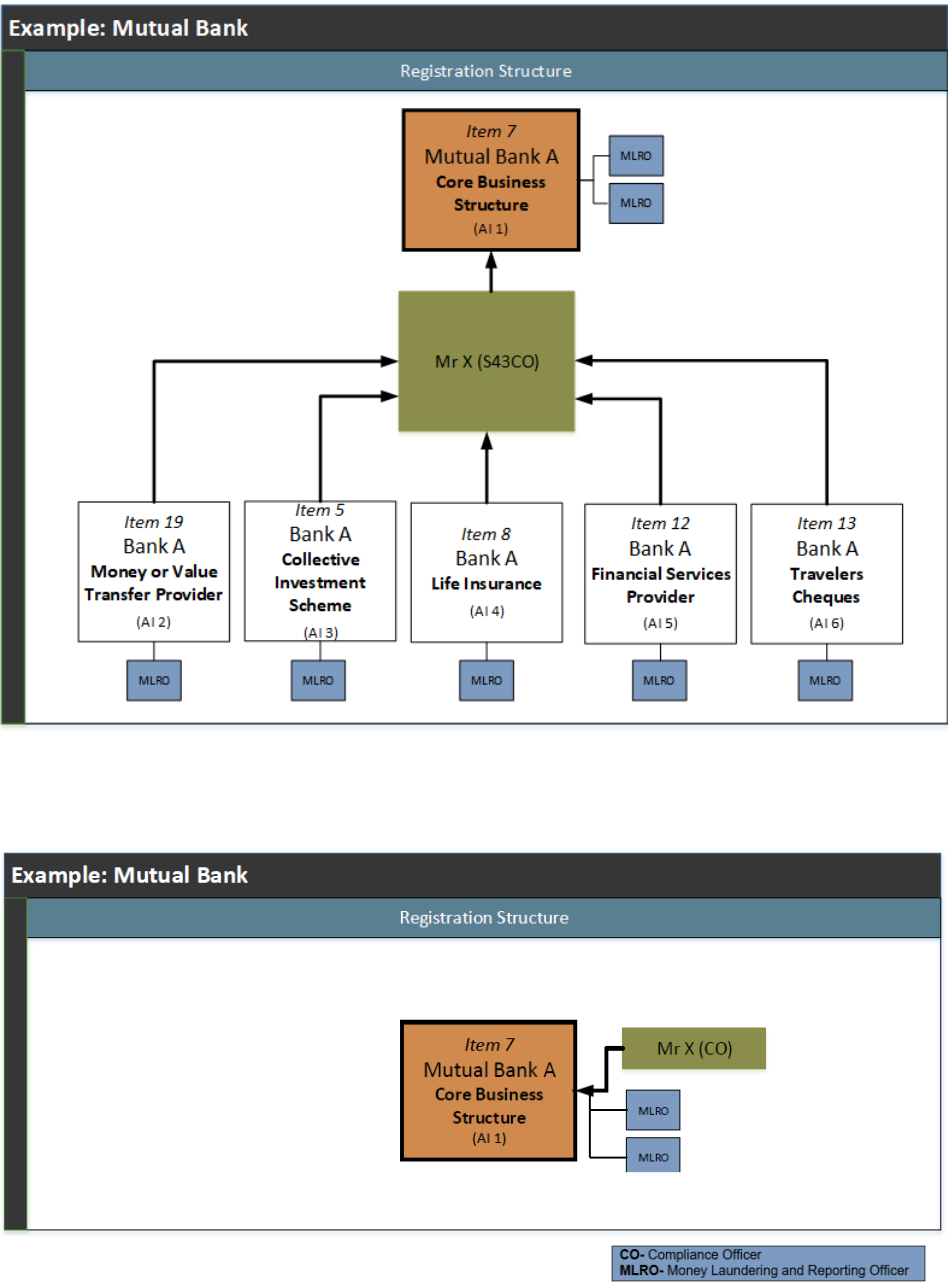 Example: Mutual Bank
Registration Structure
Item 7
Mutual Bank A
Core Business
Structure
(AI 1)
MLRO
MLRO
Mr X (S43CO)
Item 19
Bank A
Money or Value
Transfer Provider
(AI 2)
MLRO
Item 5
Bank A
Collective
Investment
Scheme
(AI 3)
MLRO
Item 8
Bank A
Life Insurance
(AI 4)
MLRO
Item 12
Bank A
Financial Services
Provider
(AI 5)
MLRO
Item 13
Bank A
Travelers
Cheques
(AI 6)
MLRO
Example: Mutual Bank
Registration Structure
Item 7
Mutual Bank A
Core Business
Structure
(AI 1)
Mr X (CO)
MLRO
MLRO
CO- Compliance Officer
MLRO- Money Laundering and Reporting Officer